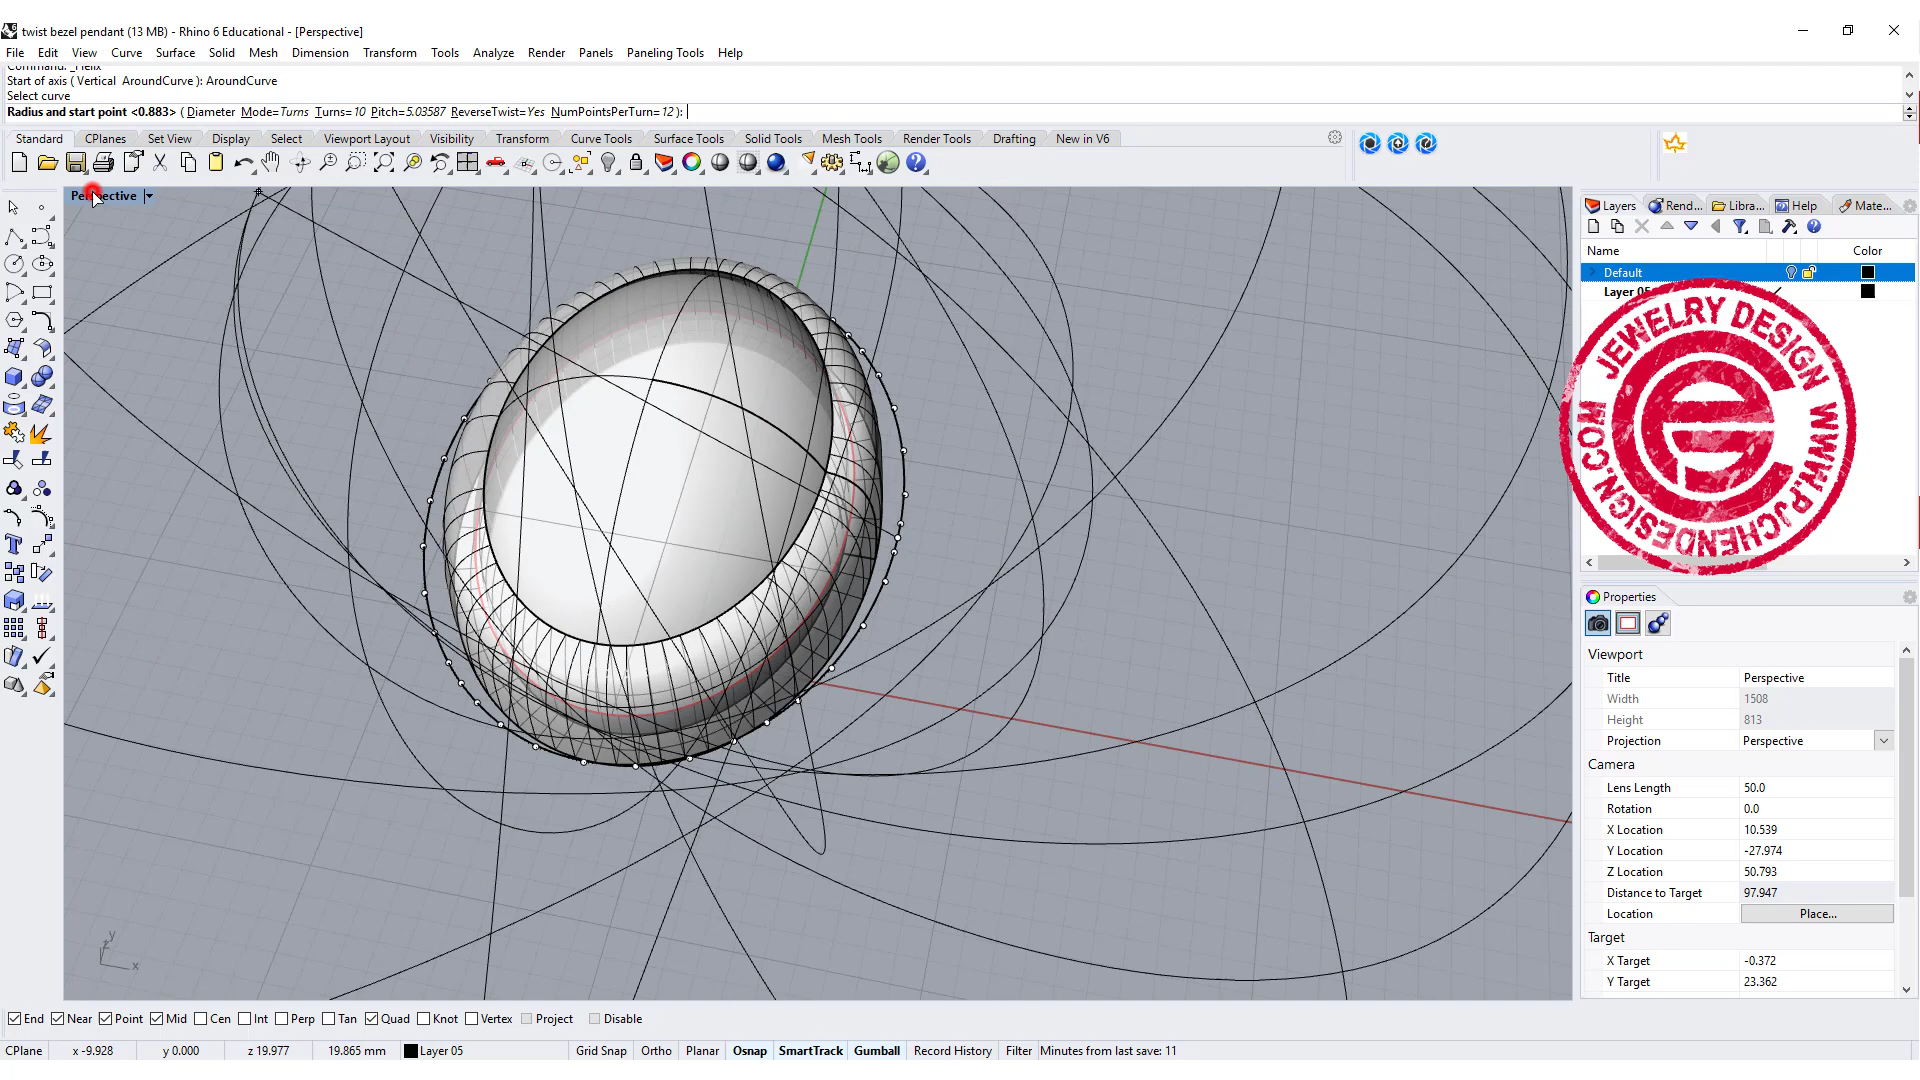 twist bezel pendant (13 MB) - Rhino 6 Educational - [Perspective]
File Edit View Curve Surface Solid Mesh Dimension Transform Tools Analyze Render Panels Paneling Tools Help
Command: _Helix
Start of axis ( Vertical AroundCurve ): AroundCurve
Select curve
Radius and start point <0.883> ( Diameter Mode=Turns Turns=10 Pitch=5.03587 ReverseTwist=Yes NumPointsPerTurn=12 ):
Standard CPlanes Set View Display Select Viewport Layout Visibility Transform Curve Tools Surface Tools Solid Tools Mesh Tools Render Tools Drafting New in V6
Perspective
Layers Rend... Libra... Help Mate...
Name Color
Default
Layer 05
JEWELRY DESIGN
WWW.PJCHENDESIGN.COM
Properties
Viewport
Title Perspective
Width 1508
Height 813
Projection Perspective
Camera
Lens Length 50.0
Rotation 0.0
X Location 10.539
Y Location -27.974
Z Location 50.793
Distance to Target 97.947
Location Place...
Target
X Target -0.372
Y Target 23.362
y
z
x
End Near Point Mid Cen Int Perp Tan Quad Knot Vertex Project Disable
CPlane x -9.928 y 0.000 z 19.977 19.865 mm Layer 05 Grid Snap Ortho Planar Osnap SmartTrack Gumball Record History Filter Minutes from last save: 11